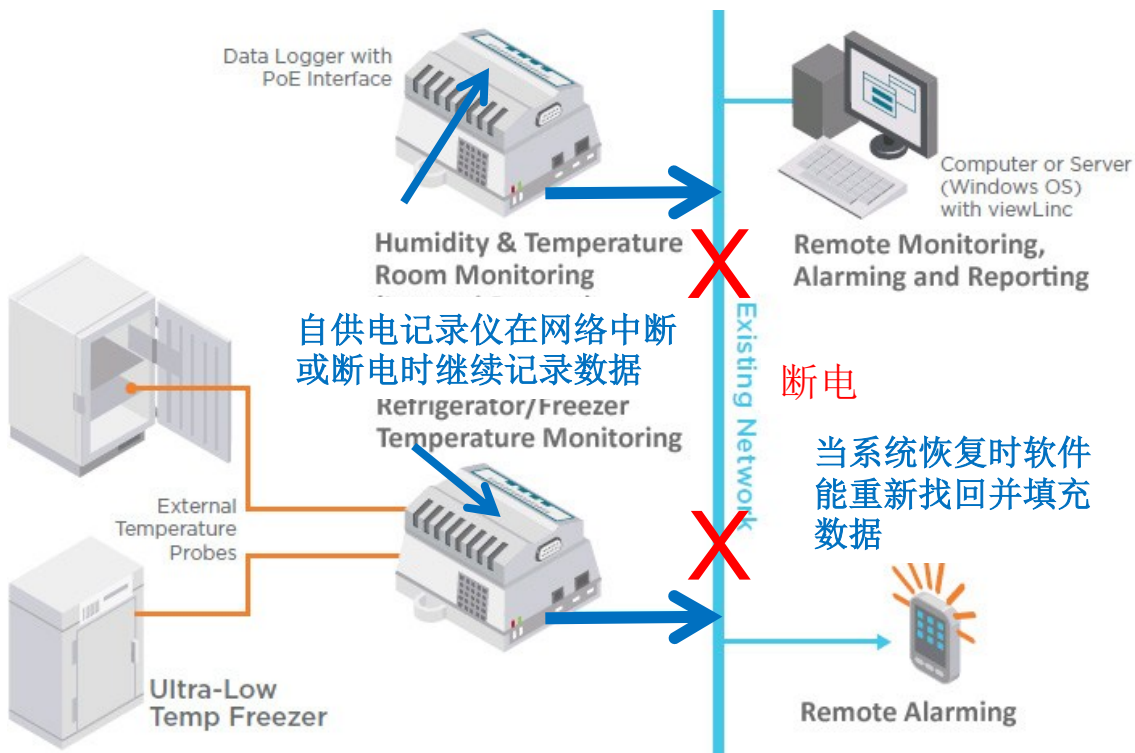 Data Logger with
PoE Interface
Humidity & Temperature
Room Monitoring
自供电记录仪在网络中断
或断电时继续记录数据
Refrigerator/Freezer
Temperature Monitoring
External
Temperature
Probes
Ultra-Low
Temp Freezer
Existing Network
X
X
断电
Computer or Server
(Windows OS)
with viewLinc
Remote Monitoring,
Alarming and Reporting
当系统恢复时软件
能重新找回并填充
数据
Remote Alarming